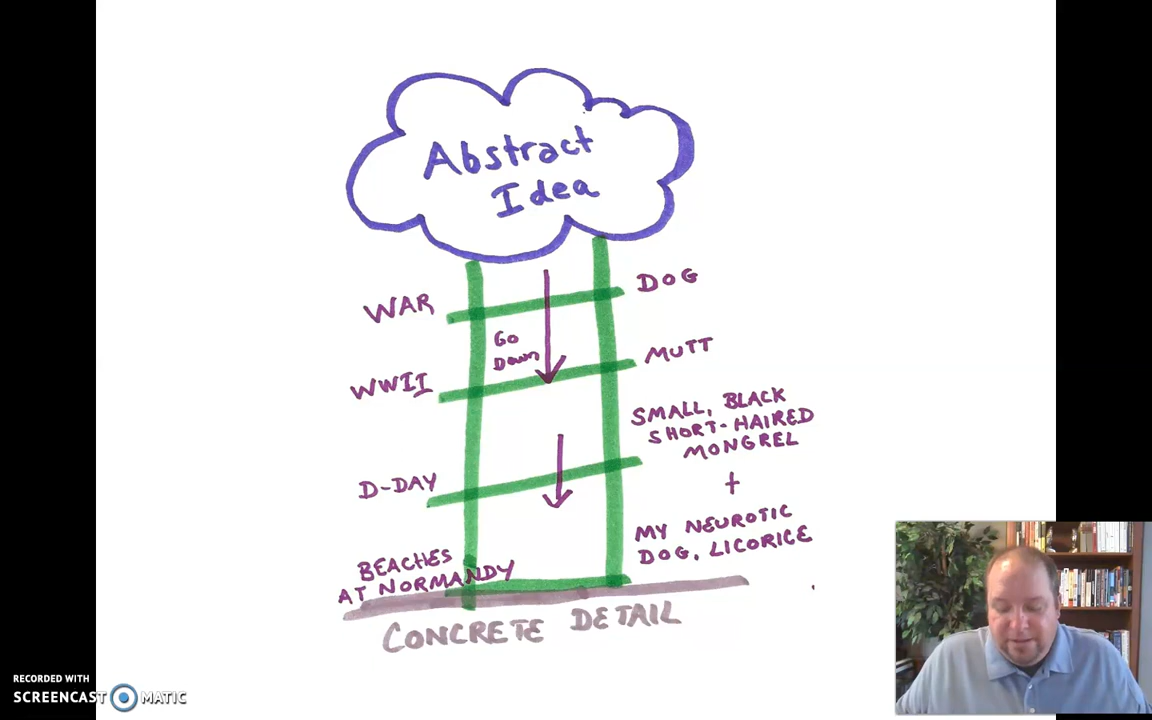 Abstract
Idea
WAR
DOG
Go
Down
MUTT
WWII
SMALL, BLACK
SHORT-HAIRED
MONGREL
+
D-DAY
MY NEUROTIC
DOG, LICORICE
BEACHES
AT NORMANDY
CONCRETE DETAIL
RECORDED WITH
SCREENCAST MATIC